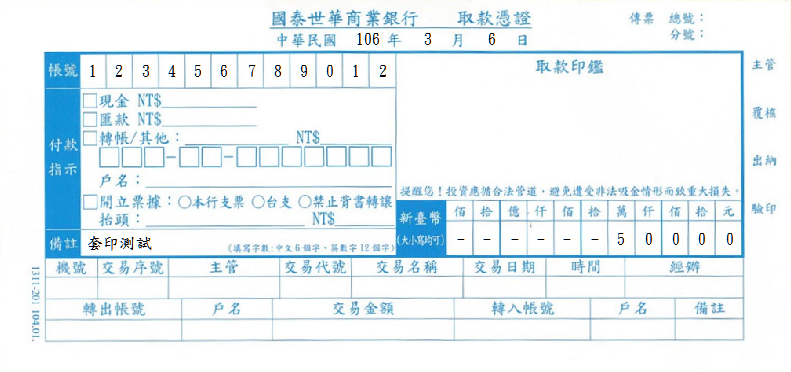 國泰世華商業銀行 取款憑證
傳票 總號：
分號：
中華民國 106 年 3 月 6 日
帳號 1 2 3 4 5 6 7 8 9 0 1 2
取款印鑑
主管
覆核
出納
驗印
付款指示
□現金 NT$
□匯款 NT$
□轉帳/其他： NT$
□□□-□□-□□□□□□□
戶名：
□開立票據：○本行支票 ○台支 ○禁止背書轉讓
抬頭： NT$
提醒您！投資應循合法管道，避免遭受非法吸金情形而致重大損失。
新臺幣
(大小寫均可)
佰 拾 億 仟 佰 拾 萬 仟 佰 拾 元
- - - - - - 5 0 0 0 0
備註 套印測試 (填寫字數：中文6個字，英數字12個字)
機號 交易序號 主管 交易代號 交易名稱 交易日期 時間 經辦
轉出帳號 戶名 交易金額 轉入帳號 戶名 備註
1311-201 104.01.